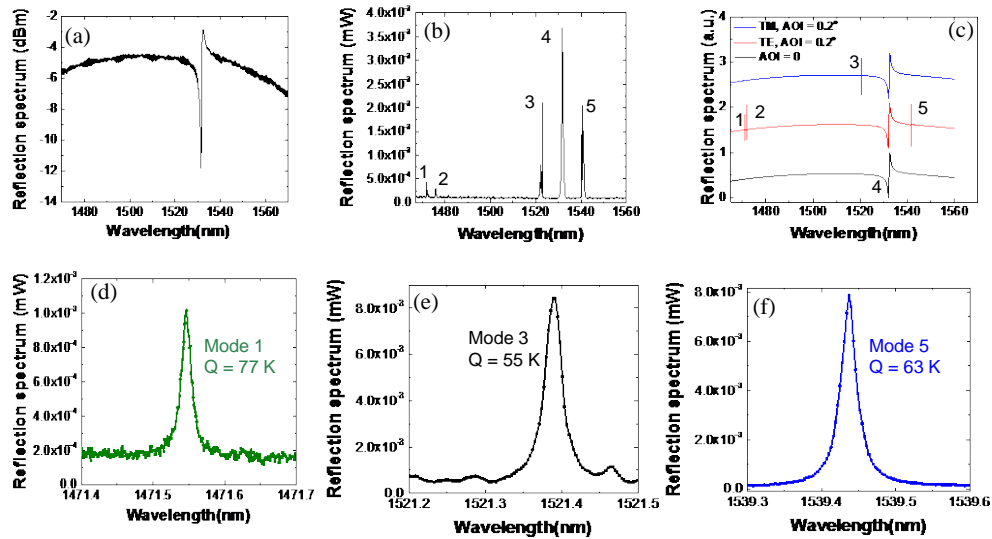 (a)
Reflection spectrum (dBm)
-2
-4
-6
-8
-10
-12
-14
1480 1500 1520 1540 1560
Wavelength(nm)
(b)
Reflection spectrum (mW)
4.0x10⁻³
3.5x10⁻³
3.0x10⁻³
2.5x10⁻³
2.0x10⁻³
1.5x10⁻³
1.0x10⁻³
5.0x10⁻⁴
0.0
1 2 3 4 5
1480 1500 1520 1540 1560
Wavelength(nm)
(c)
Reflection spectrum (a.u.)
TM, AOI = 0.2°
TE, AOI = 0.2°
AOI = 0
4
3
2
1
0
3
1 2 5
4
1480 1500 1520 1540 1560
Wavelength(nm)
(d)
Reflection spectrum (mW)
1.2x10⁻³
1.0x10⁻³
8.0x10⁻⁴
6.0x10⁻⁴
4.0x10⁻⁴
2.0x10⁻⁴
0.0
Mode 1
Q = 77 K
1471.4 1471.5 1471.6 1471.7
Wavelength(nm)
(e)
Reflection spectrum (mW)
8.0x10⁻³
6.0x10⁻³
4.0x10⁻³
2.0x10⁻³
0.0
Mode 3
Q = 55 K
1521.2 1521.3 1521.4 1521.5
Wavelength(nm)
(f)
Reflection spectrum (mW)
8.0x10⁻³
6.0x10⁻³
4.0x10⁻³
2.0x10⁻³
0.0
Mode 5
Q = 63 K
1539.3 1539.4 1539.5 1539.6
Wavelength(nm)